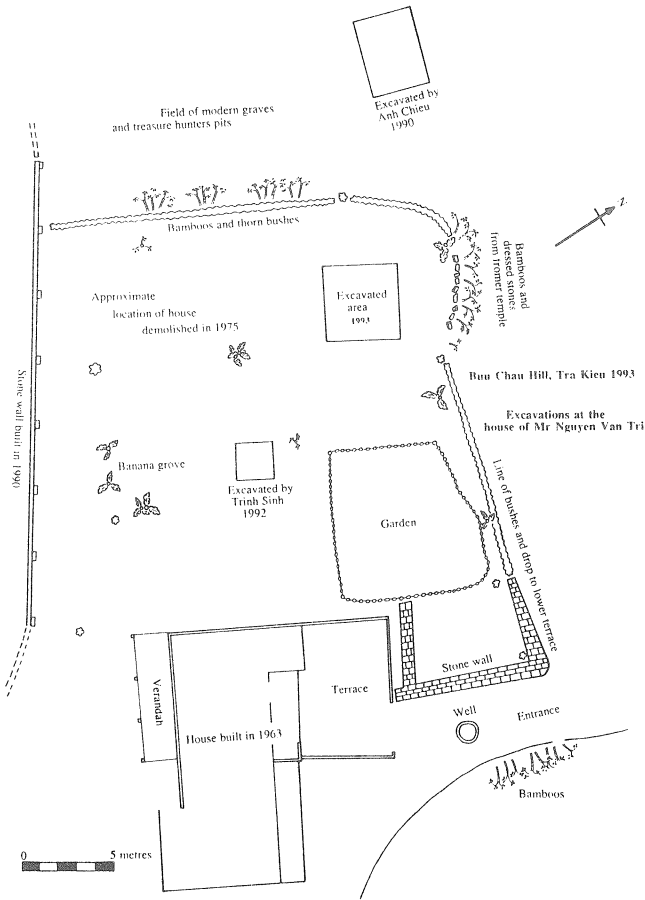 Field of modern graves
and treasure hunters pits
Excavated by
Anh Chieu
1990
N
Bamboos and thorn bushes
Bamboos and
dressed stones
from fromer temple
Approximate
location of house
demolished in 1975
Excavated
area
1993
Buu Chau Hill, Tra Kieu 1993
Excavations at the
house of Mr Nguyen Van Tri
Stone wall built in 1990
Banana grove
Excavated by
Trinh Sinh
1992
Garden
Line of bushes and drop to lower terrace
Stone wall
Verandah
Terrace
House built in 1963
Well
Entrance
Bamboos
0 5 metres